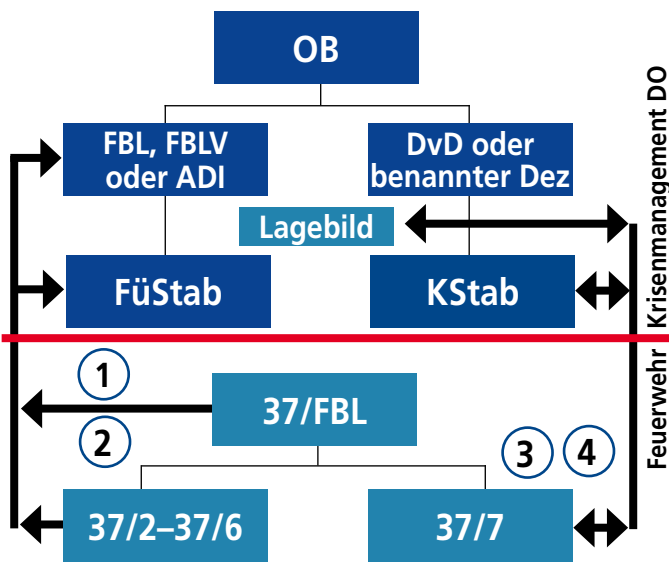 OB
FBL, FBLV
oder ADI
DvD oder
benannter Dez
Lagebild
FüStab
KStab
Krisenmanagement DO
1
2
37/FBL
3
4
37/2–37/6
37/7
Feuerwehr